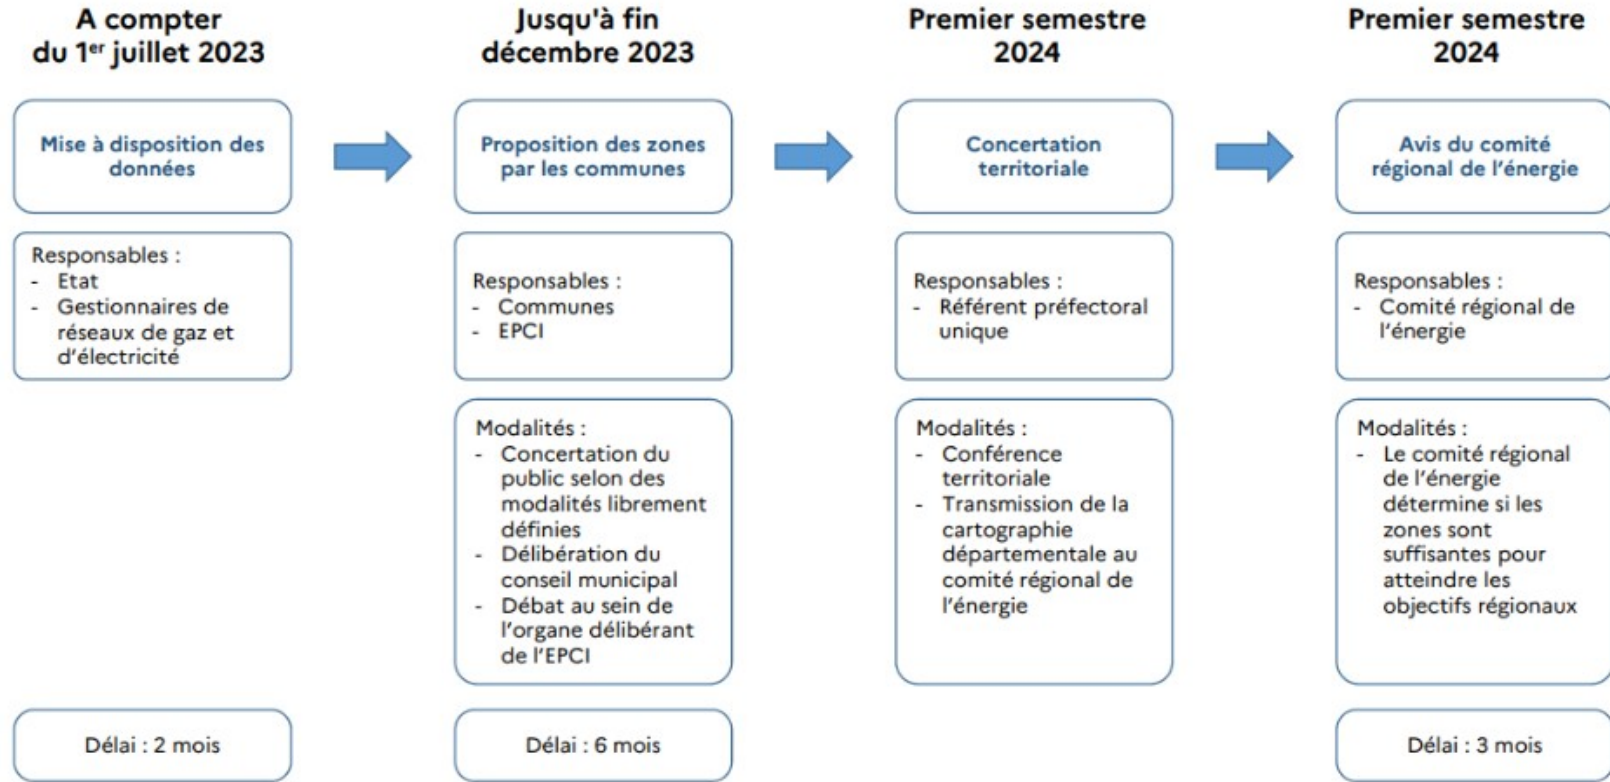 A compter
du 1er juillet 2023
Jusqu'à fin
décembre 2023
Premier semestre
2024
Premier semestre
2024
Mise à disposition des
données
Proposition des zones
par les communes
Concertation
territoriale
Avis du comité
régional de l'énergie
Responsables :
- Etat
- Gestionnaires de
réseaux de gaz et
d'électricité
Responsables :
- Communes
- EPCI
Responsables :
- Référent préfectoral
unique
Responsables :
- Comité régional de
l'énergie
Modalités :
- Concertation du
public selon des
modalités librement
définies
- Délibération du
conseil municipal
- Débat au sein de
l'organe délibérant
de l'EPCI
Modalités :
- Conférence
territoriale
- Transmission de la
cartographie
départementale au
comité régional de
l'énergie
Modalités :
- Le comité régional
de l'énergie
détermine si les
zones sont
suffisantes pour
atteindre les
objectifs régionaux
Délai : 2 mois
Délai : 6 mois
Délai : 3 mois